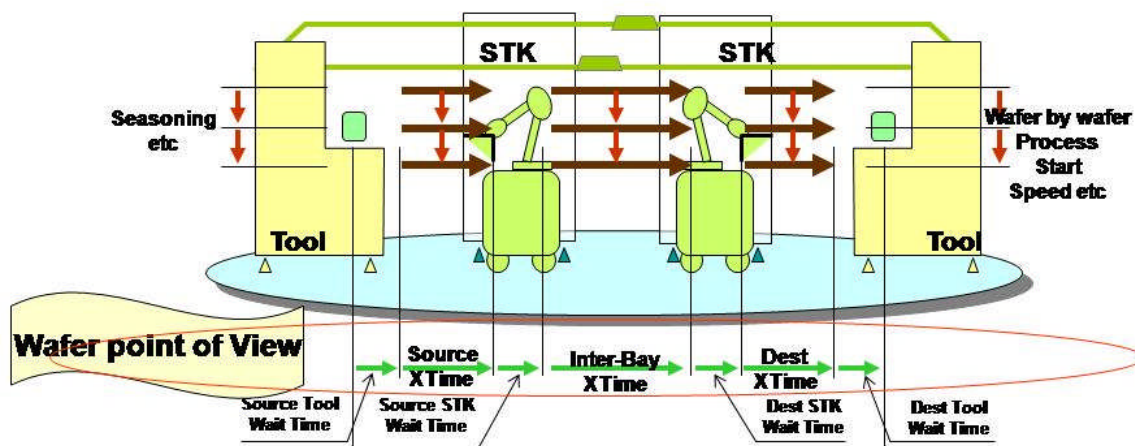 STK
STK
Seasoning
etc
Wafer by wafer
Process
Start
Speed etc
Tool
Tool
Wafer point of View
Source
XTime
Inter-Bay
XTime
Dest
XTime
Source Tool
Wait Time
Source STK
Wait Time
Dest STK
Wait Time
Dest Tool
Wait Time